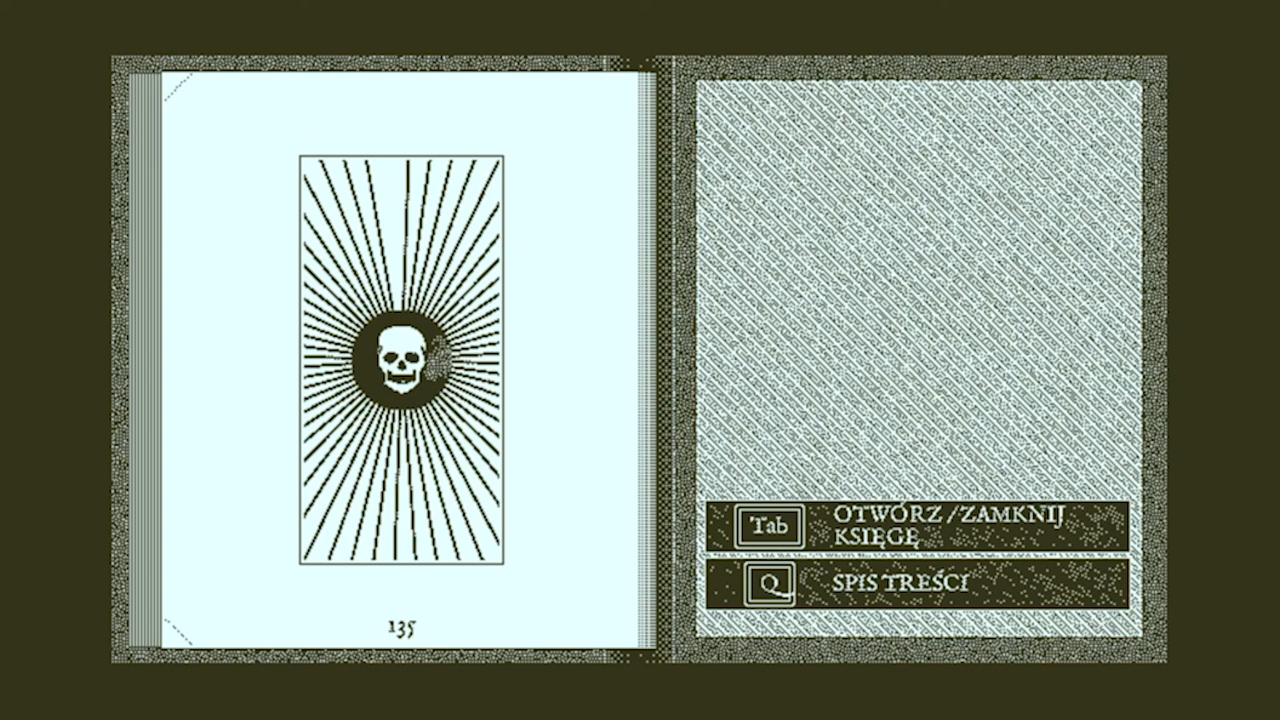 135
Tab
OTWÓRZ /ZAMKNIJ
KSIĘGĘ
Q
SPIS TREŚCI